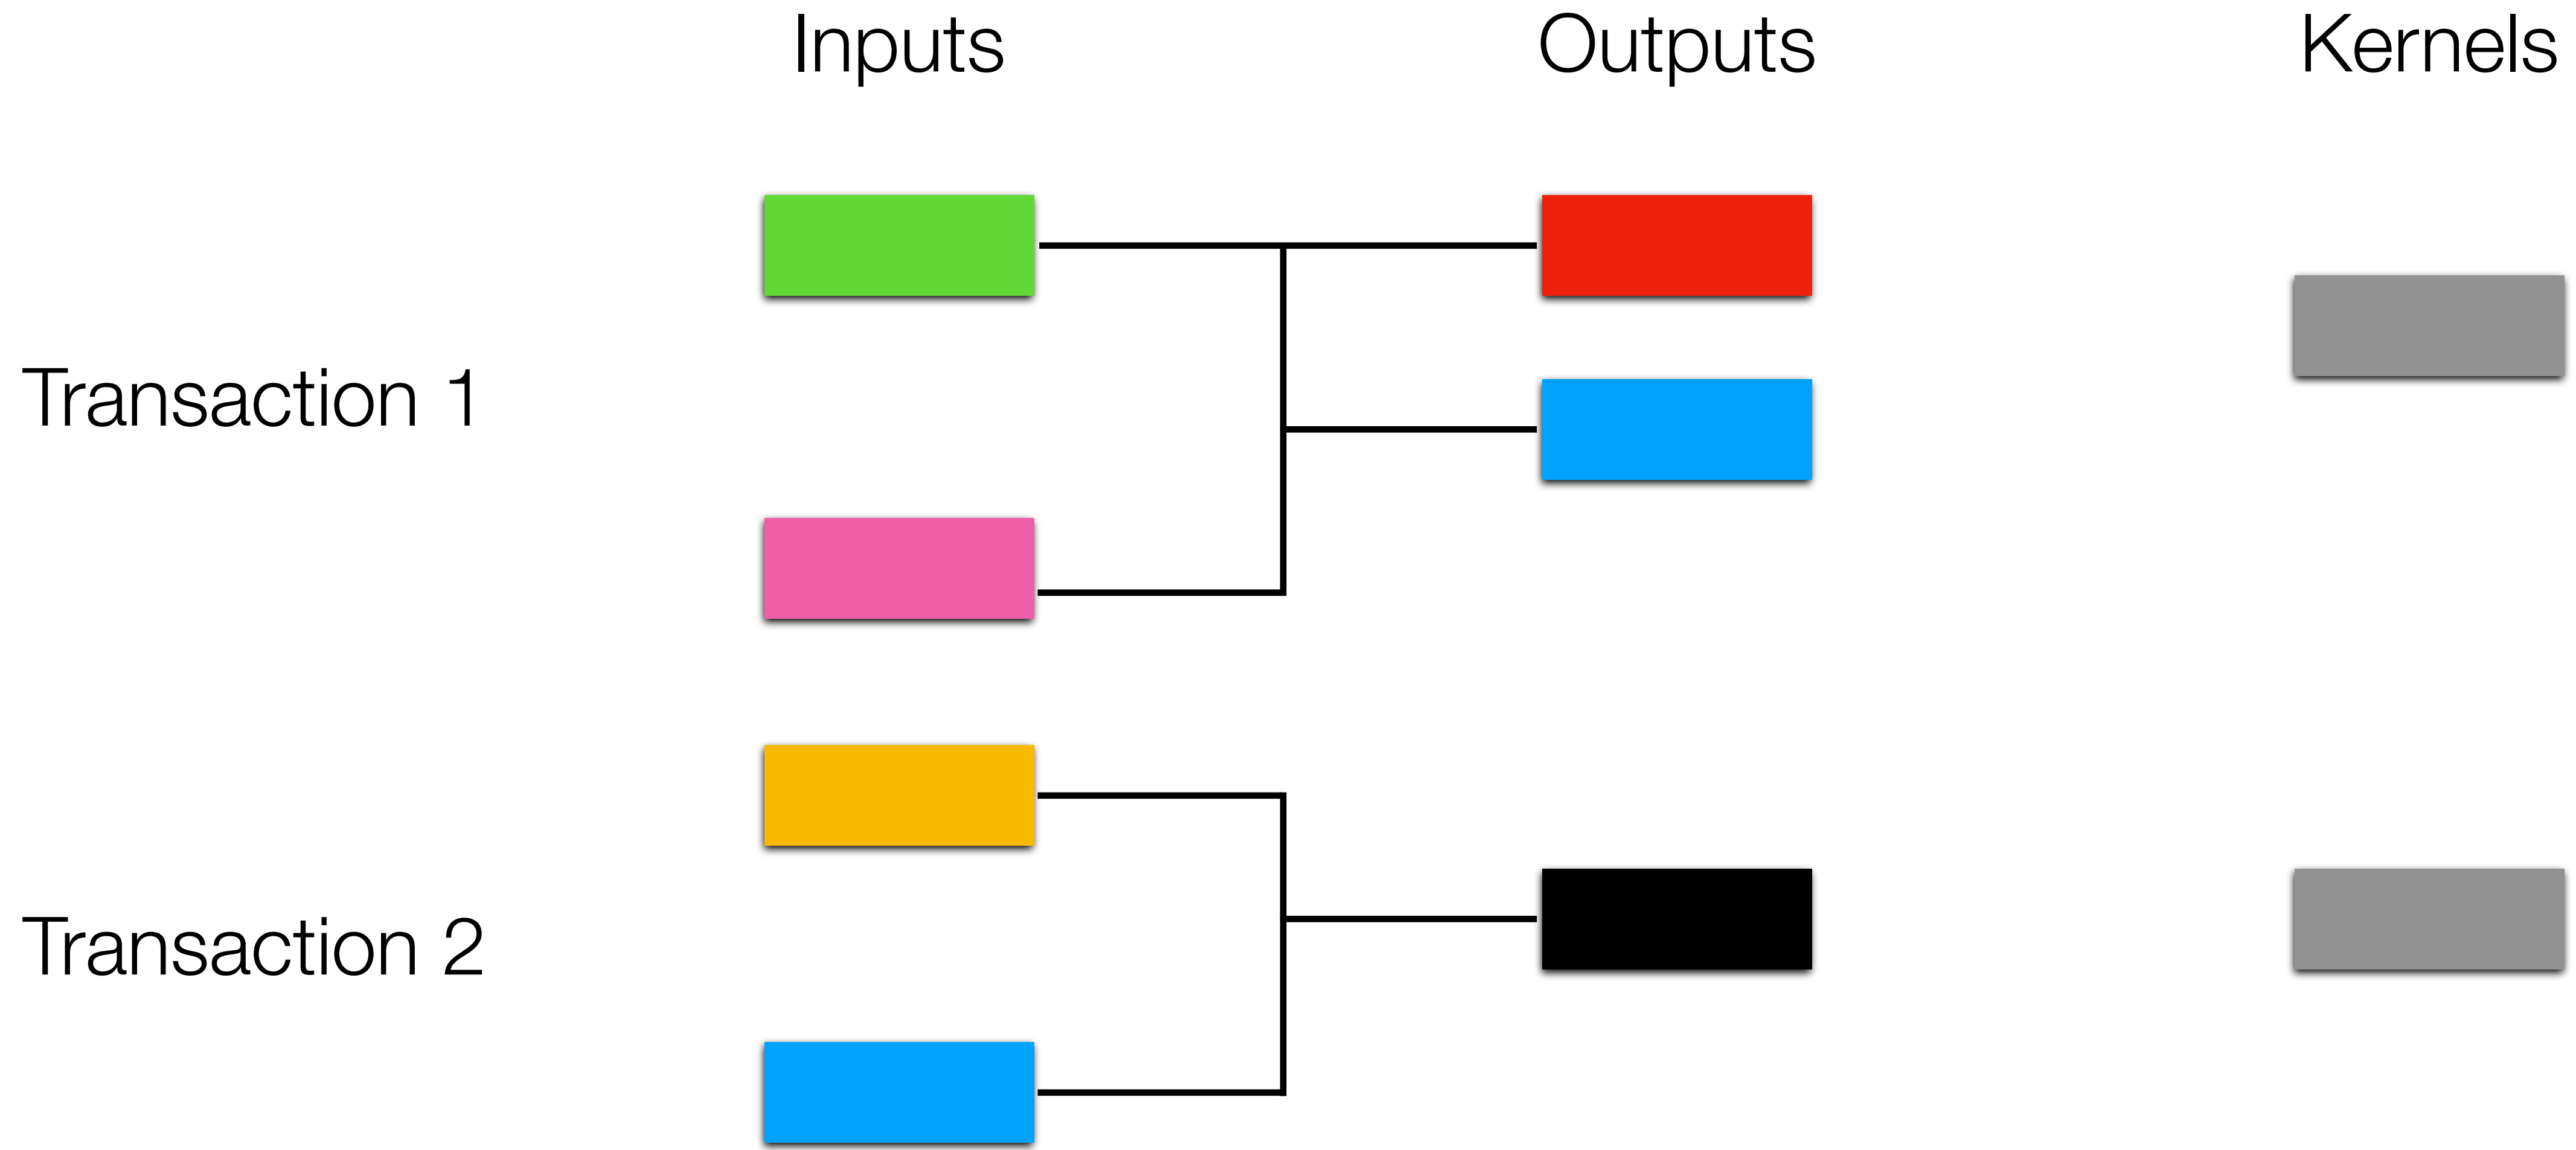 Inputs
Outputs
Kernels
Transaction 1
Transaction 2